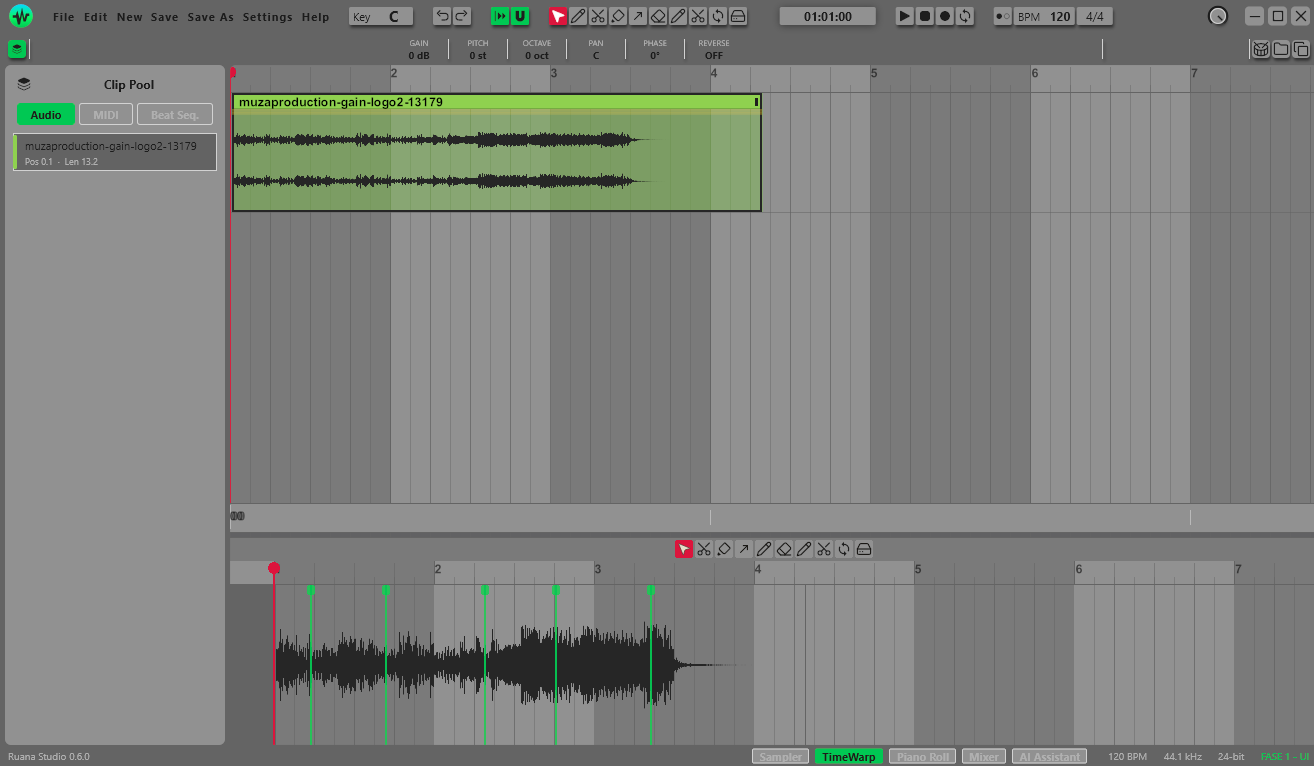 File Edit New Save Save As Settings Help Key C 01:01:00 BPM 120 4/4
GAIN PITCH OCTAVE PAN PHASE REVERSE
0 dB 0 st 0 oct C 0° OFF
Clip Pool
Audio MIDI Beat Seq.
muzaproduction-gain-logo2-13179
Pos 0.1 · Len 13.2
2 3 4 5 6 7
muzaproduction-gain-logo2-13179
2 3 4 5 6 7
Ruana Studio 0.6.0 Sampler TimeWarp Piano Roll Mixer AI Assistant 120 BPM 44.1 kHz 24-bit FASE 1 - UI